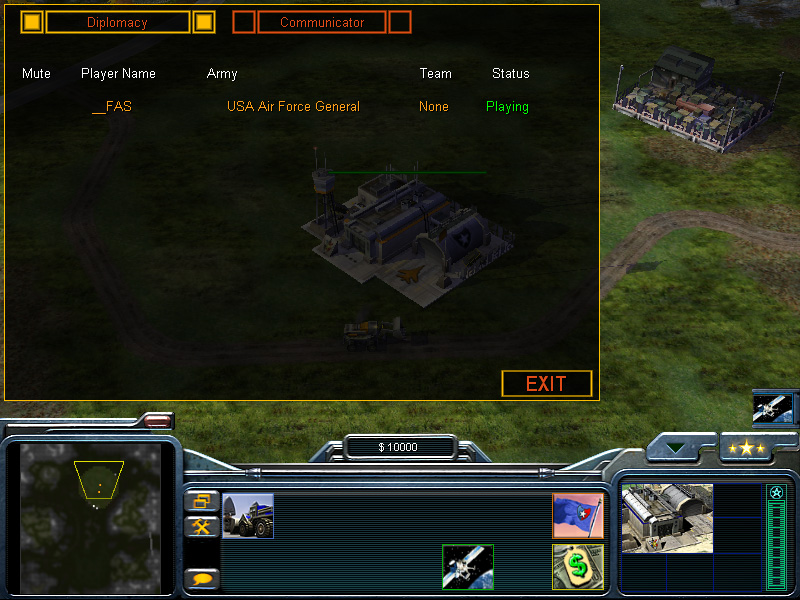 Diplomacy Communicator
Mute Player Name Army Team Status
__FAS USA Air Force General None Playing
EXIT
$ 10000
$